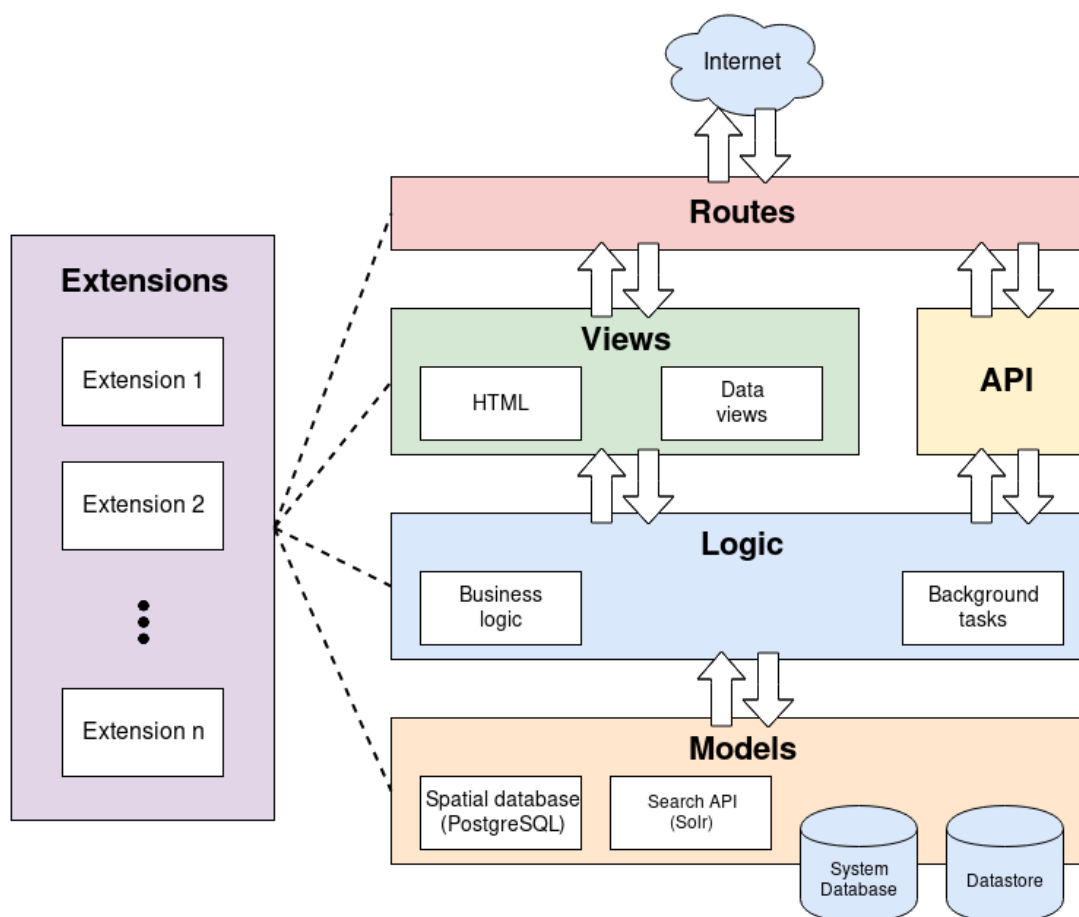 Internet
Routes
Extensions
Extension 1
Extension 2
Extension n
Views
HTML
Data
views
API
Logic
Business
logic
Background
tasks
Models
Spatial database
(PostgreSQL)
Search API
(Solr)
System
Database
Datastore